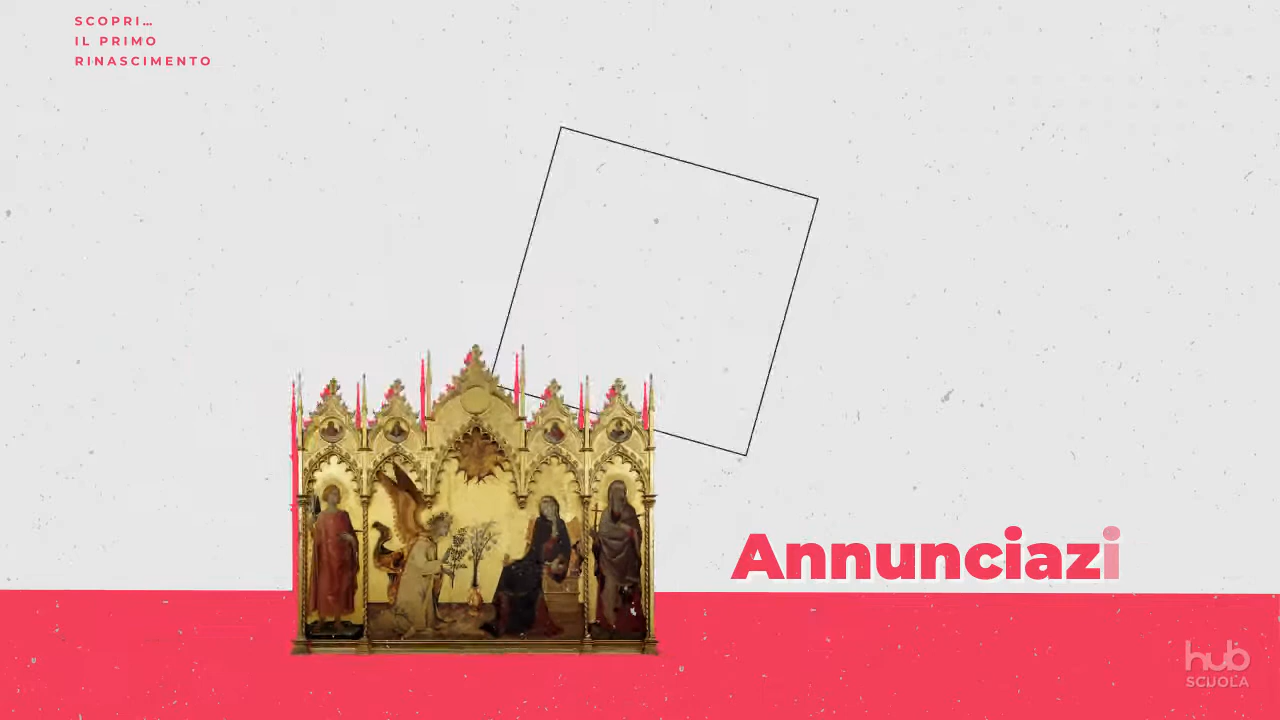 SCOPRI…
IL PRIMO
RINASCIMENTO
Annunciazi
hub
SCUOLA